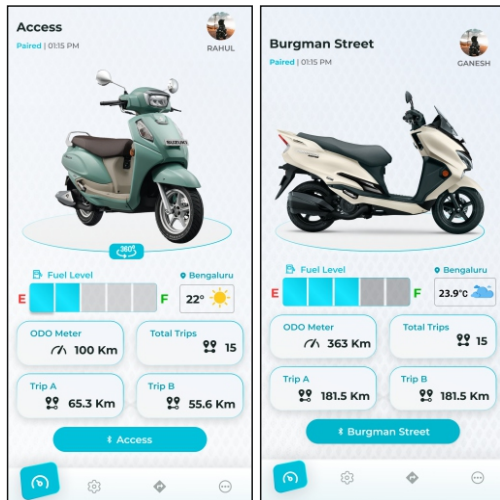 Access
Paired | 01:15 PM
RAHUL
SUZUKI
360°
Fuel Level
Bengaluru
E
F
22°
ODO Meter
100 Km
Total Trips
15
Trip A
65.3 Km
Trip B
55.6 Km
Access
Burgman Street
Paired | 01:15 PM
GANESH
Fuel Level
Bengaluru
E
F
23.9°C
ODO Meter
363 Km
Total Trips
15
Trip A
181.5 Km
Trip B
181.5 Km
Burgman Street